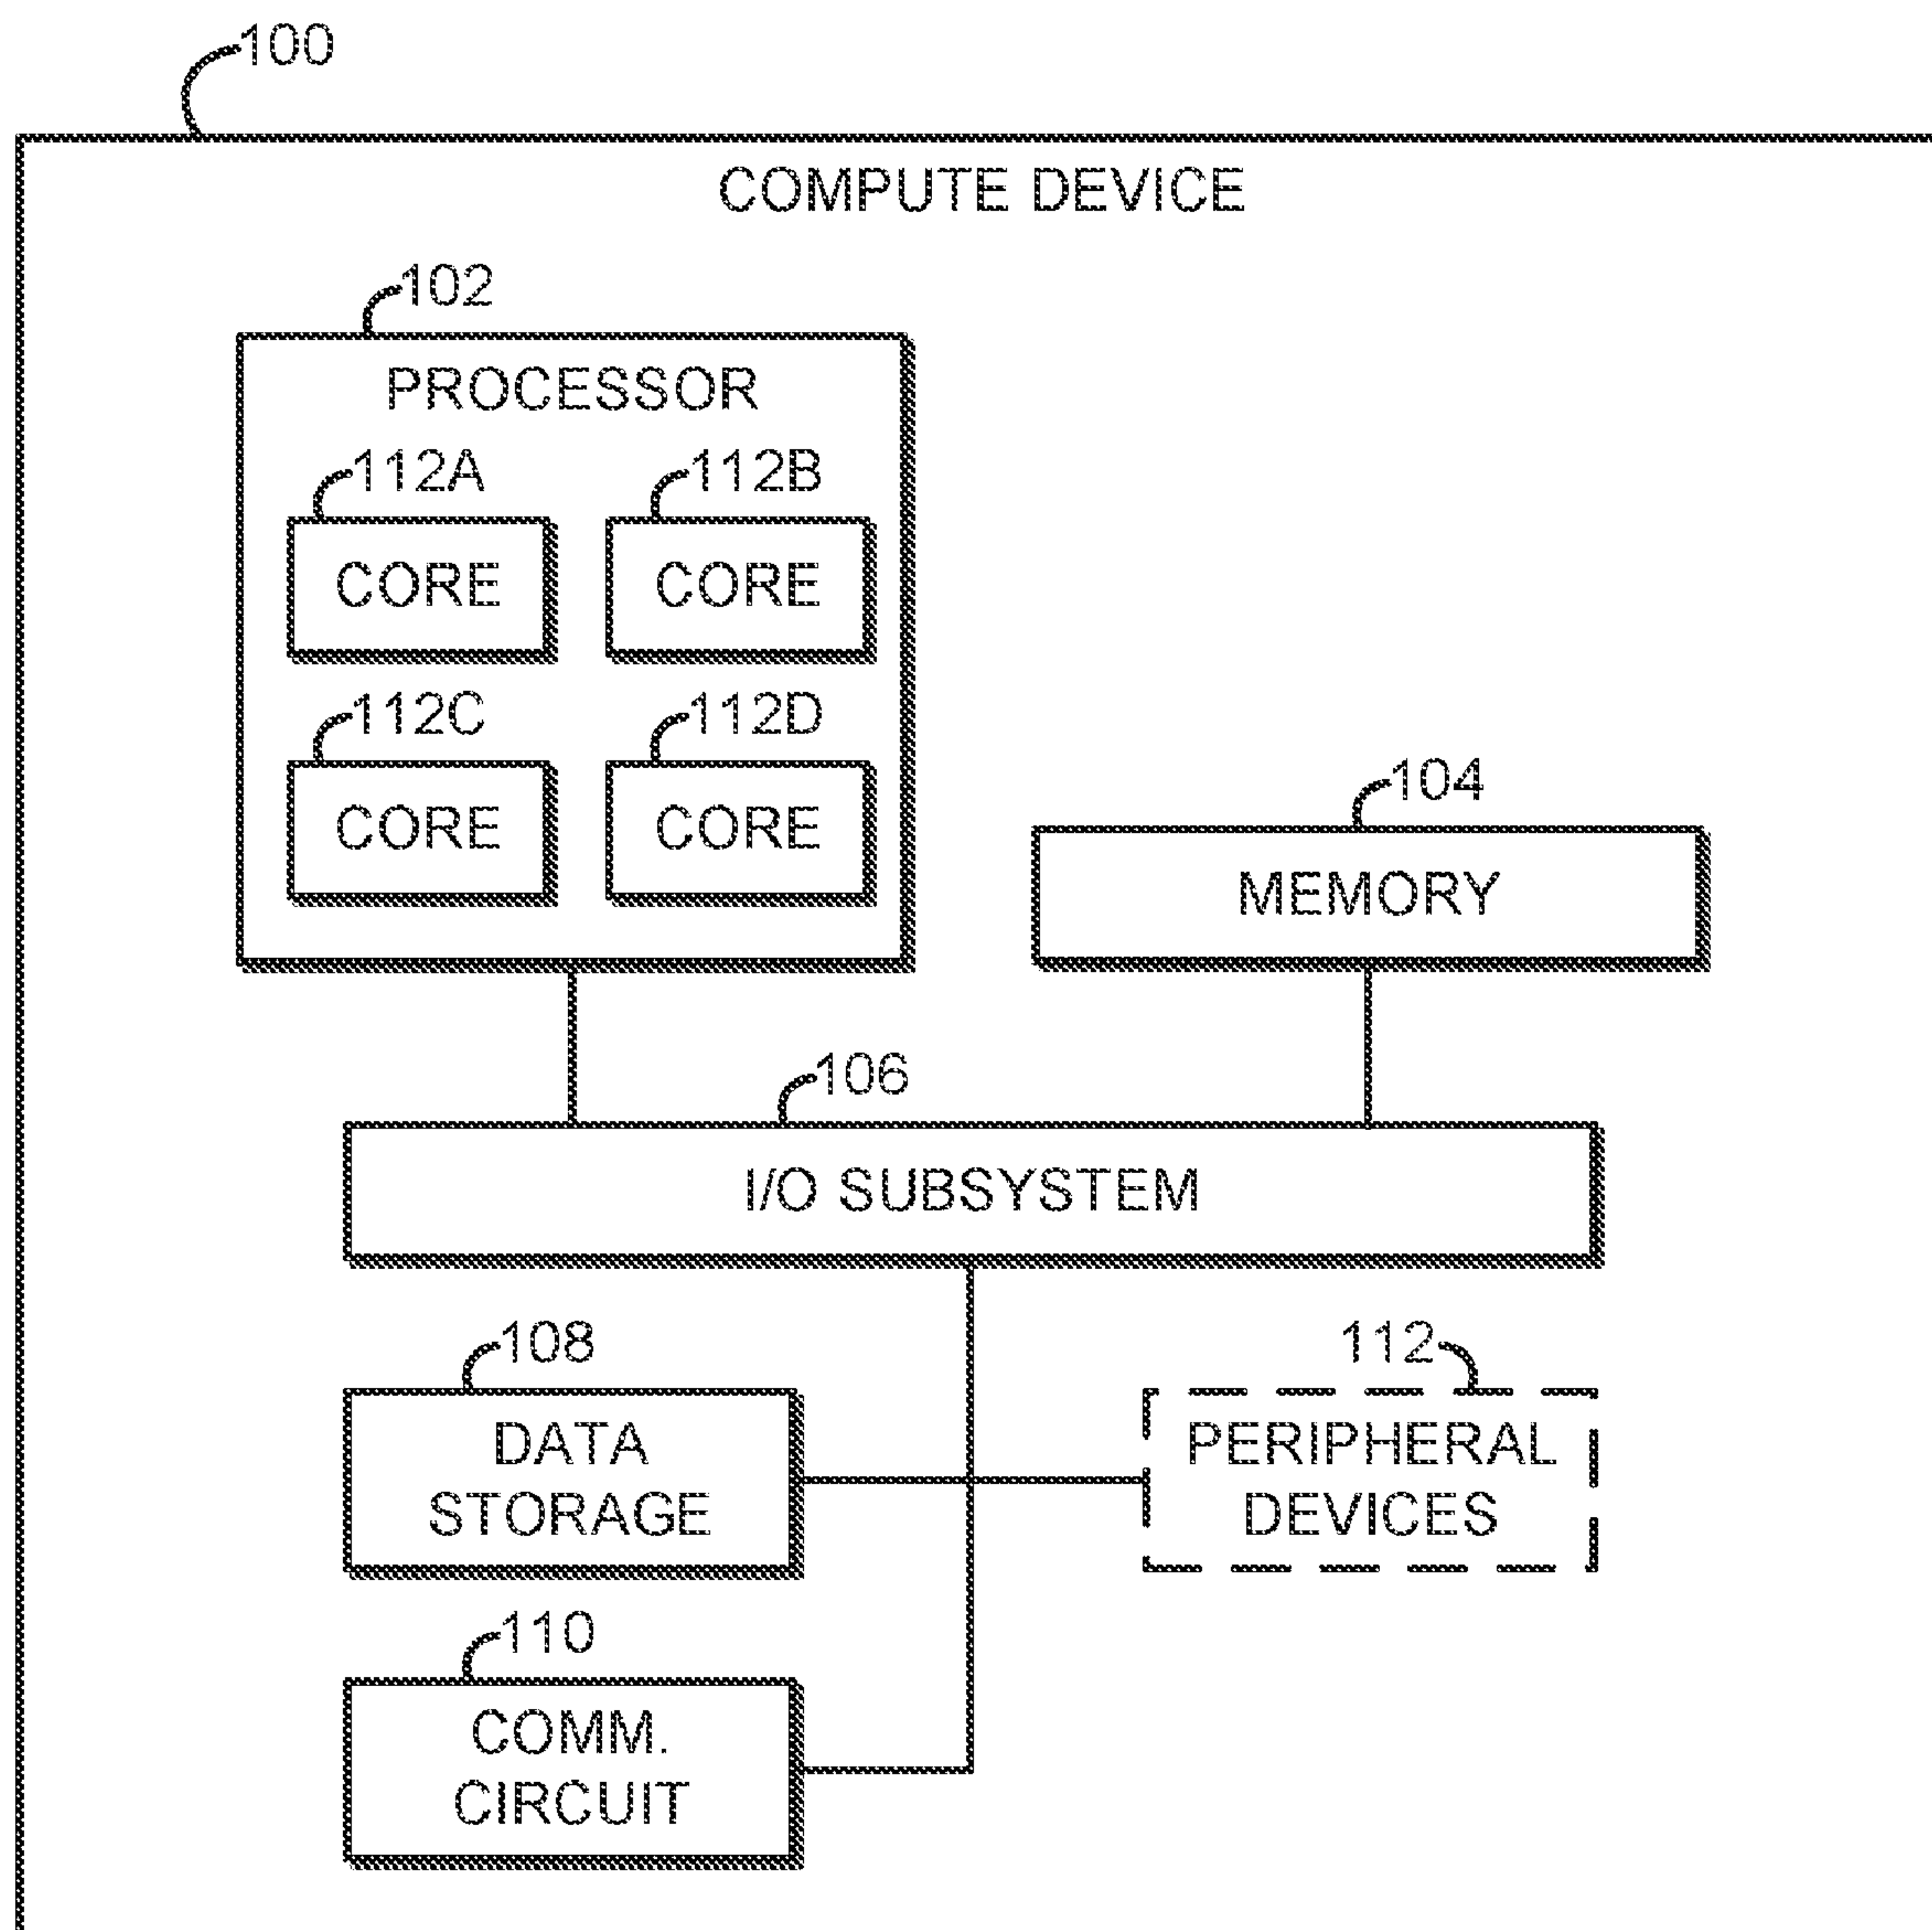 100
COMPUTE DEVICE
102
PROCESSOR
112A 112B
CORE CORE
112C 112D
CORE CORE
104
MEMORY
106
I/O SUBSYSTEM
108
DATA
STORAGE
112
PERIPHERAL
DEVICES
110
COMM.
CIRCUIT